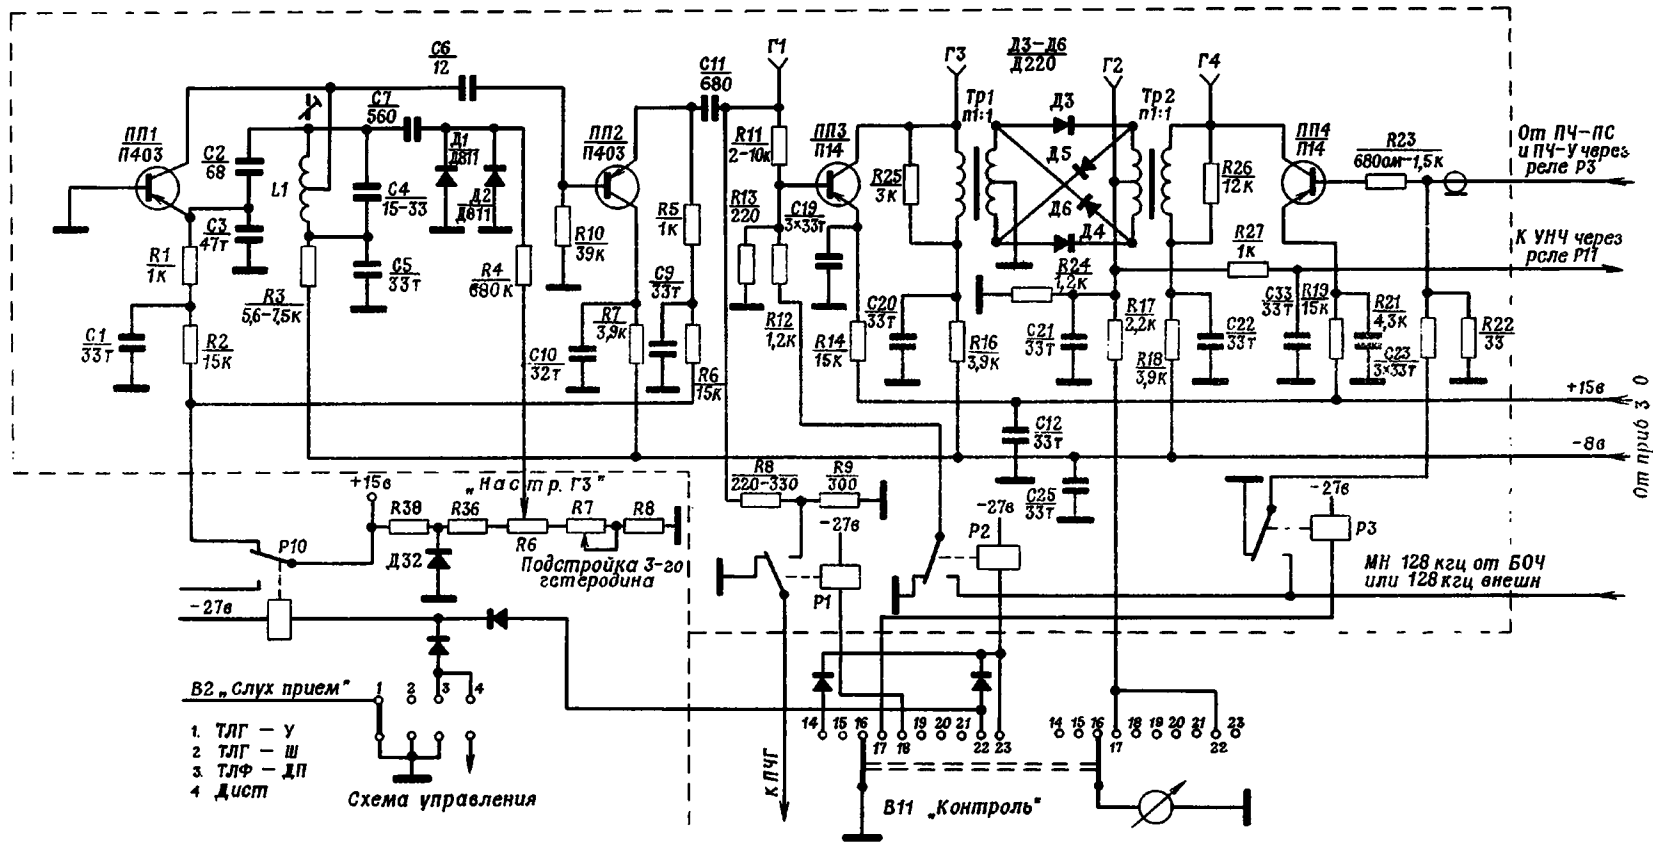 С6
12
Г1
С11
680
Г3
Д3-Д6
Д220
Г2
Г4
С7
560
Тр1
п1:1
Д3
Тр2
п1:1
ПП1
П403
С2
68
L1
Д1
Д811
ПП2
П403
R11
2-10к
ПП3
П14
Д5
ПП4
П14
R23
680ом-1,5к
От ПЧ-ПС
и ПЧ-У через
реле Р3
С4
15-33
Д2
Д811
R5
1к
R13
220
С19
3×33т
R25
3к
Д6
R26
12к
С3
47т
R10
39к
Д4
R27
1к
К УНЧ через
реле Р11
R1
1к
С5
33т
R4
680к
С9
33т
R24
1,2к
R3
5,6-7,5к
R7
3,9к
R12
1,2к
С20
33т
R17
2,2к
С33
33т
R19
15к
R21
4,3к
С1
33т
R2
15к
С10
32т
R6
15к
R14
15к
R16
3,9к
С21
33т
R18
3,9к
С22
33т
С23
3×33т
R22
33
+15в
С12
33т
-8в
От приб 3 0
+15в
„Настр. Г3"
R8
220-330
R9
300
С25
33т
R38
R36
R6
R7
R8
-27в
-27в
-27в
Р10
Д32
Подстройка 3-го
гетеродина
Р2
Р3
Р1
МН 128 кгц от БОЧ
или 128 кгц внешн
-27в
В2 „Слух прием"
1 2 3 4
1. ТЛГ - У
2 ТЛГ - Ш
3. ТЛФ - ДП
4 Дист
Схема управления
К ПЧГ
14 15 16 17 18 19 20 21 22 23
14 15 16 17 18 19 20 21 22 23
В11 „Контроль"